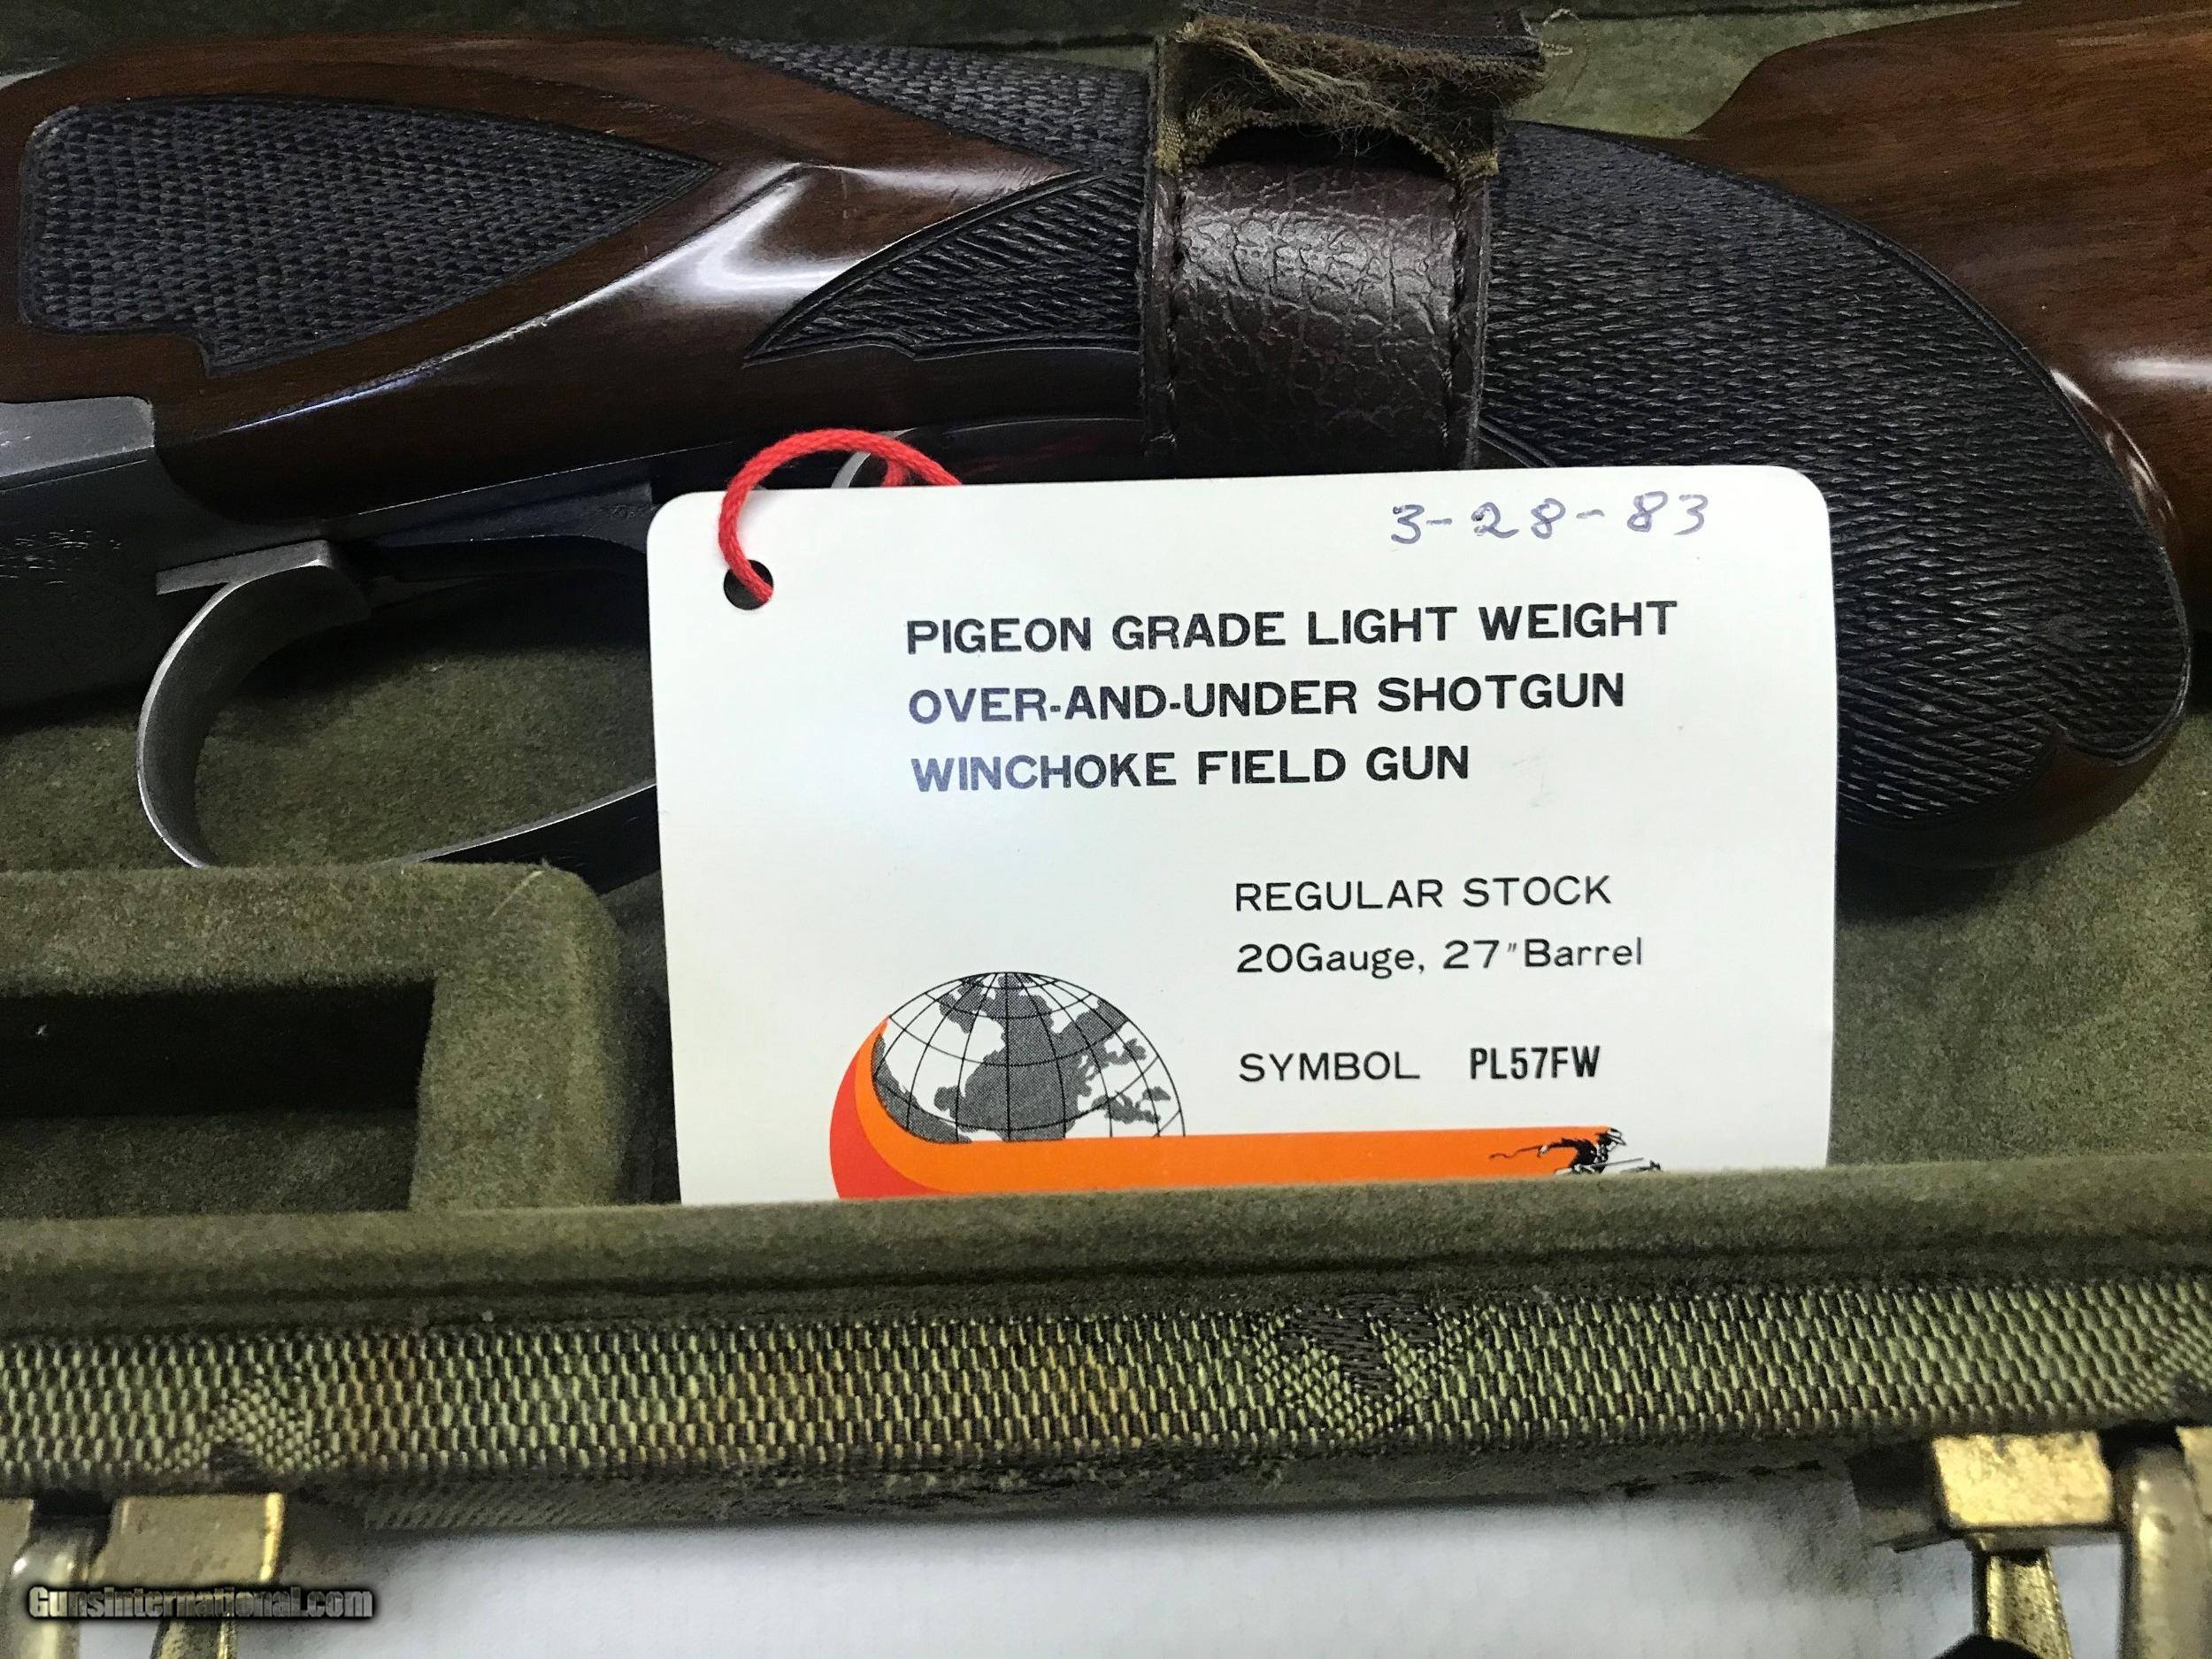 3-28-83
PIGEON GRADE LIGHT WEIGHT
OVER-AND-UNDER SHOTGUN
WINCHOKE FIELD GUN
REGULAR STOCK
20Gauge, 27"Barrel
SYMBOL PL57FW
GunsInternational.com